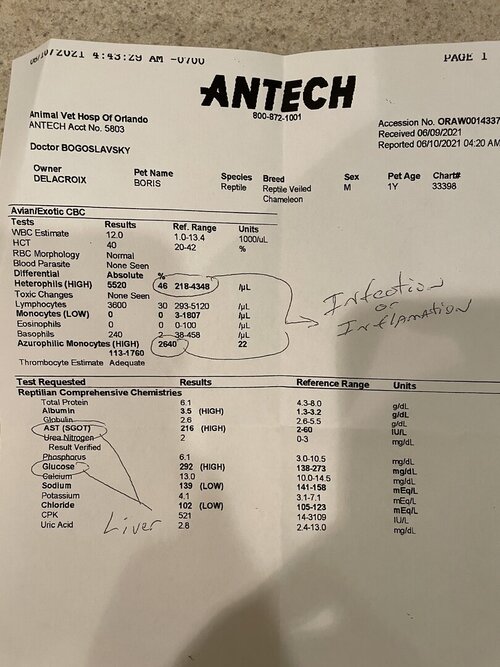 06/10/2021 4:43:29 AM -0700 PAGE 1
ANTECH
800-872-1001
Animal Vet Hosp Of Orlando
ANTECH Acct No. 5803
Accession No. ORAW0014337
Received 06/09/2021
Doctor BOGOSLAVSKY
Reported 06/10/2021 04:20 AM
Owner Pet Name Species Breed Sex Pet Age Chart#
DELACROIX BORIS Reptile Reptile Veiled M 1Y 33398
Chameleon
Avian/Exotic CBC
Tests Results Ref. Range Units
WBC Estimate 12.0 1.0-13.4 1000/uL
HCT 40 20-42 %
RBC Morphology Normal
Blood Parasite None Seen
Differential Absolute %
Heterophils (HIGH) 5520 46 218-4348 /µL
Toxic Changes None Seen
Lymphocytes 3600 30 293-5120 /µL
Monocytes (LOW) 0 0 3-1807 /µL
Eosinophils 0 0 0-100 /µL
Basophils 240 2 38-458 /µL
Azurophilic Monocytes (HIGH) 2640 22
113-1760
Thrombocyte Estimate Adequate
Infection
or
Inflamation
Test Requested Results Reference Range Units
Reptilian Comprehensive Chemistries
Total Protein 6.1 4.3-8.0 g/dL
Albumin 3.5 (HIGH) 1.3-3.2 g/dL
Globulin 2.6 2.6-5.5 g/dL
AST (SGOT) 216 (HIGH) 2-60 IU/L
Urea Nitrogen 2 0-3 mg/dL
Result Verified
Phosphorus 6.1 3.0-10.5 mg/dL
Glucose 292 (HIGH) 138-273 mg/dL
Calcium 13.0 10.0-14.5 mg/dL
Sodium 139 (LOW) 141-158 mEq/L
Potassium 4.1 3.1-7.1 mEq/L
Chloride 102 (LOW) 105-123 mEq/L
CPK 521 14-3109 IU/L
Uric Acid 2.8 2.4-13.0 mg/dL
Liver